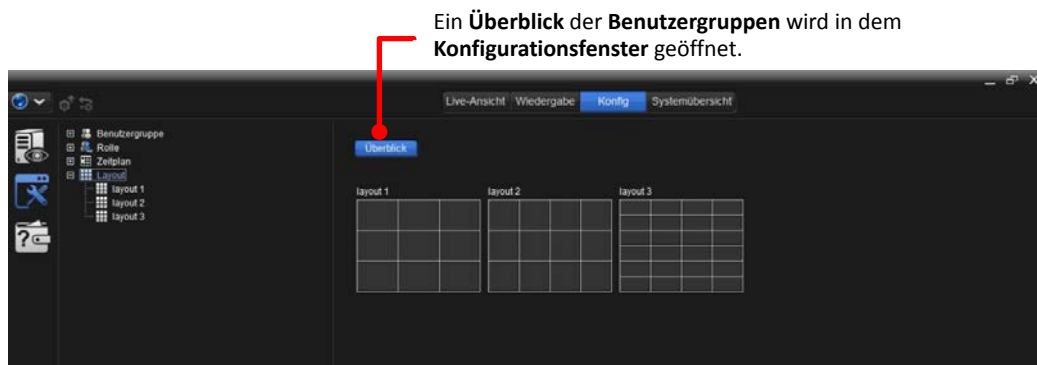 Ein Überblick der Benutzergruppen wird in dem
Konfigurationsfenster geöffnet.
Live-Ansicht Wiedergabe Konfig Systemübersicht
Benutzergruppe
Rolle
Zeitplan
Layout
layout 1
layout 2
layout 3
Überblick
layout 1 layout 2 layout 3